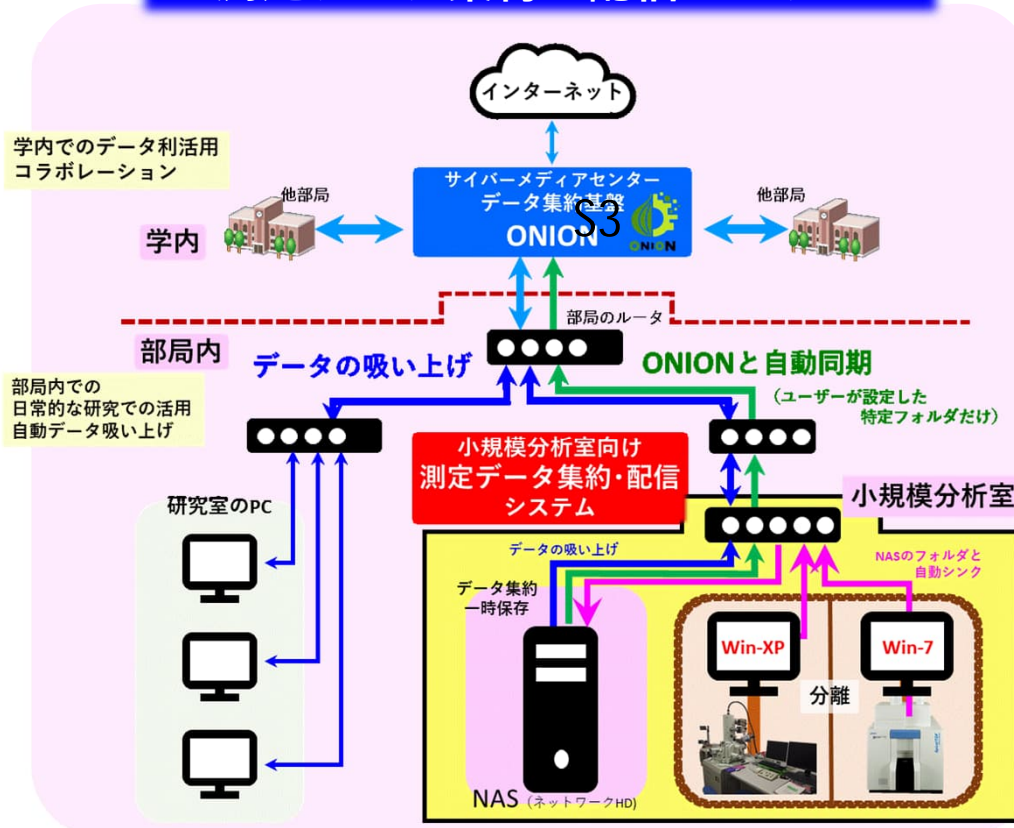 インターネット
学内でのデータ利活用
コラボレーション
サイバーメディアセンター
データ集約基盤
S3
ONION
ONION
他部局
他部局
学内
部局のルータ
部局内
データの吸い上げ
ONIONと自動同期
(ユーザーが設定した
特定フォルダだけ)
部局内での
日常的な研究での活用
自動データ吸い上げ
小規模分析室向け
測定データ集約・配信
システム
小規模分析室
研究室のPC
データの吸い上げ
NASのフォルダと
自動シンク
データ集約
一時保存
Win-XP
Win-7
分離
NAS (ネットワークHD)